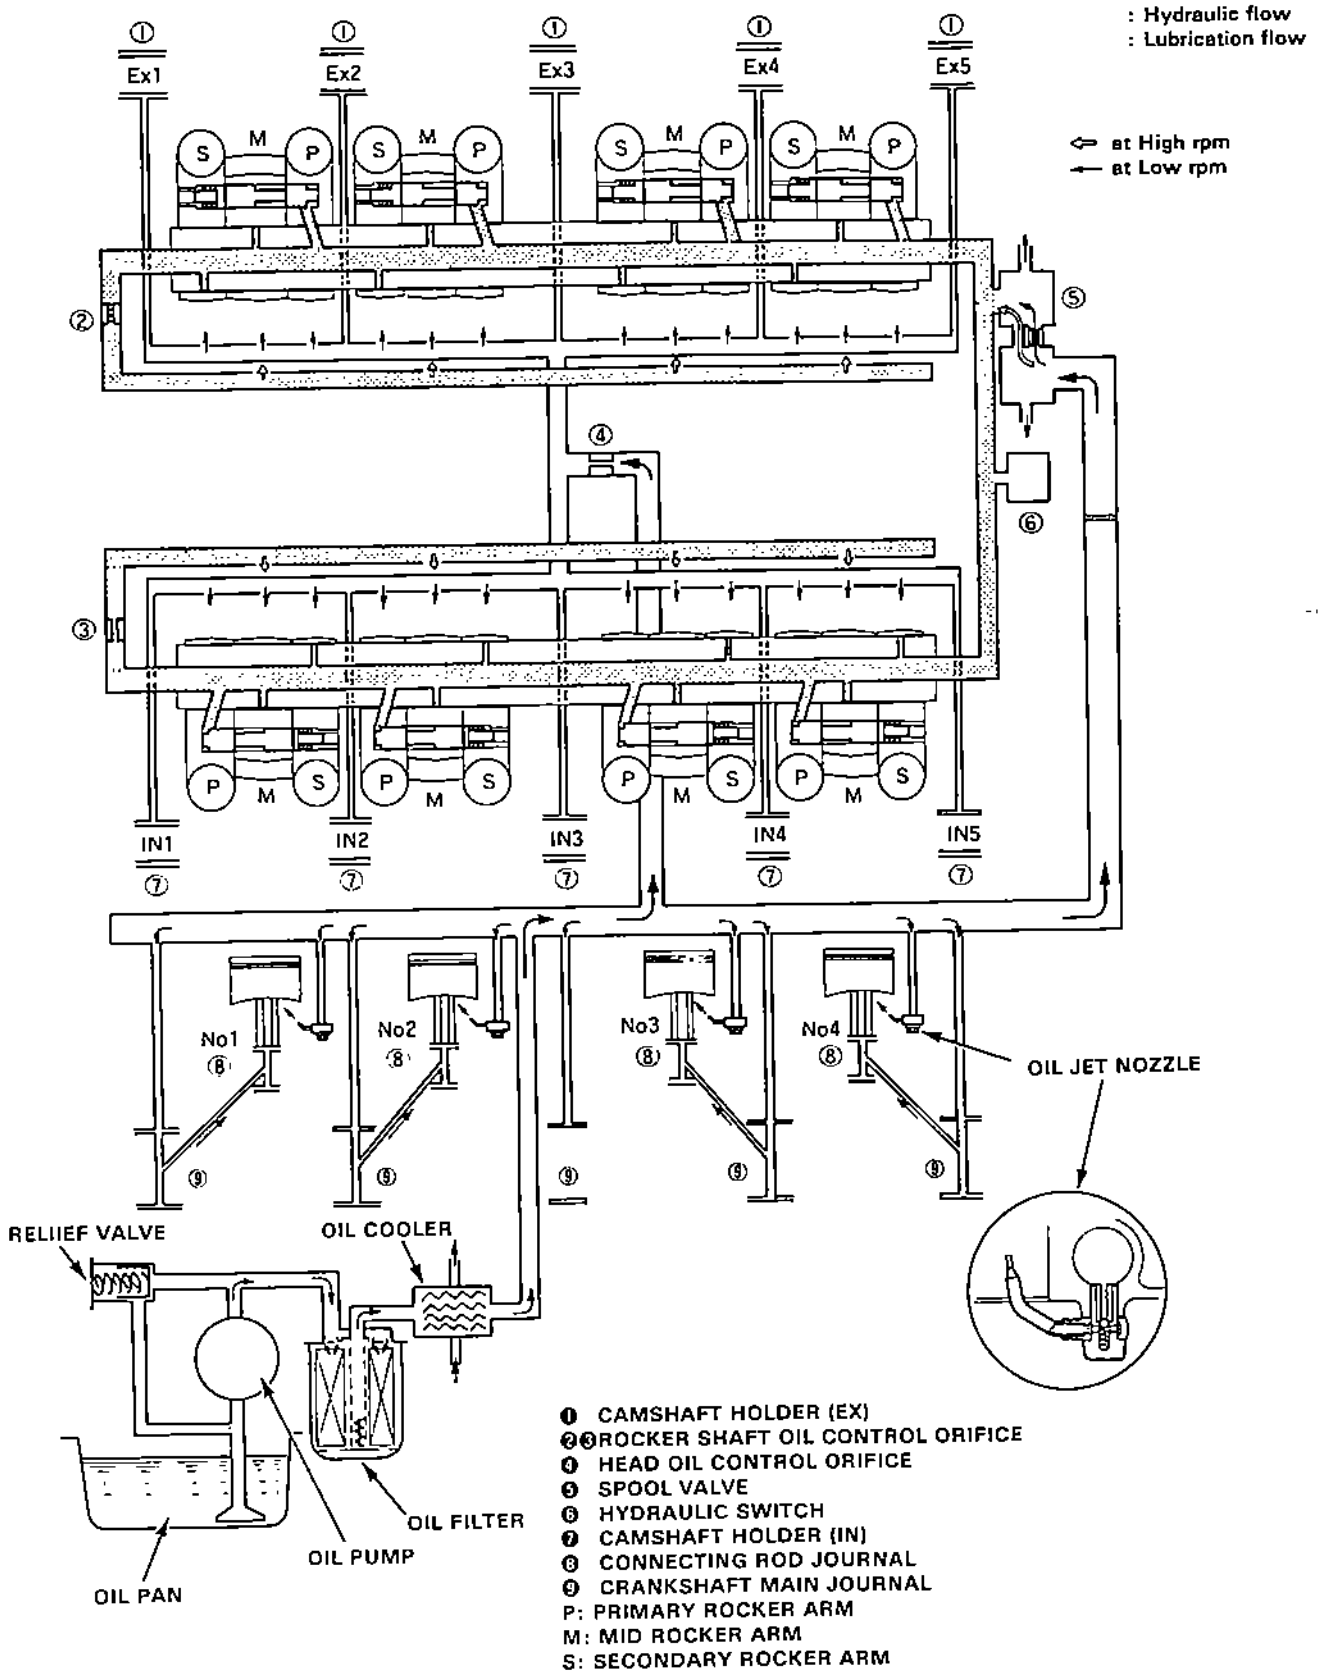 : Hydraulic flow
: Lubrication flow
① ① ① ① ①
Ex1 Ex2 Ex3 Ex4 Ex5
at High rpm
at Low rpm
S M P S M P S M P S M P
⑤
②
④
⑥
③
P M S P M S P M S P M S
IN1 IN2 IN3 IN4 IN5
⑦ ⑦ ⑦ ⑦ ⑦
No1 No2 No3 No4
⑧ ⑧ ⑧ ⑧
OIL JET NOZZLE
⑨ ⑨ ⑨ ⑨ ⑨
RELIIEF VALVE
OIL COOLER
OIL FILTER
OIL PUMP
OIL PAN
❶ CAMSHAFT HOLDER (EX)
❷❸ROCKER SHAFT OIL CONTROL ORIFICE
❹ HEAD OIL CONTROL ORIFICE
❺ SPOOL VALVE
❻ HYDRAULIC SWITCH
❼ CAMSHAFT HOLDER (IN)
❽ CONNECTING ROD JOURNAL
❾ CRANKSHAFT MAIN JOURNAL
P: PRIMARY ROCKER ARM
M: MID ROCKER ARM
S: SECONDARY ROCKER ARM